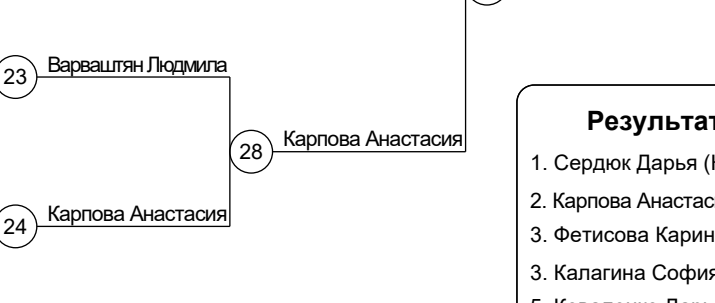 23 Варваштян Людмила
28 Карпова Анастасия
24 Карпова Анастасия
Результат
1. Сердюк Дарья (
2. Карпова Анастас
3. Фетисова Карин
3. Калагина София